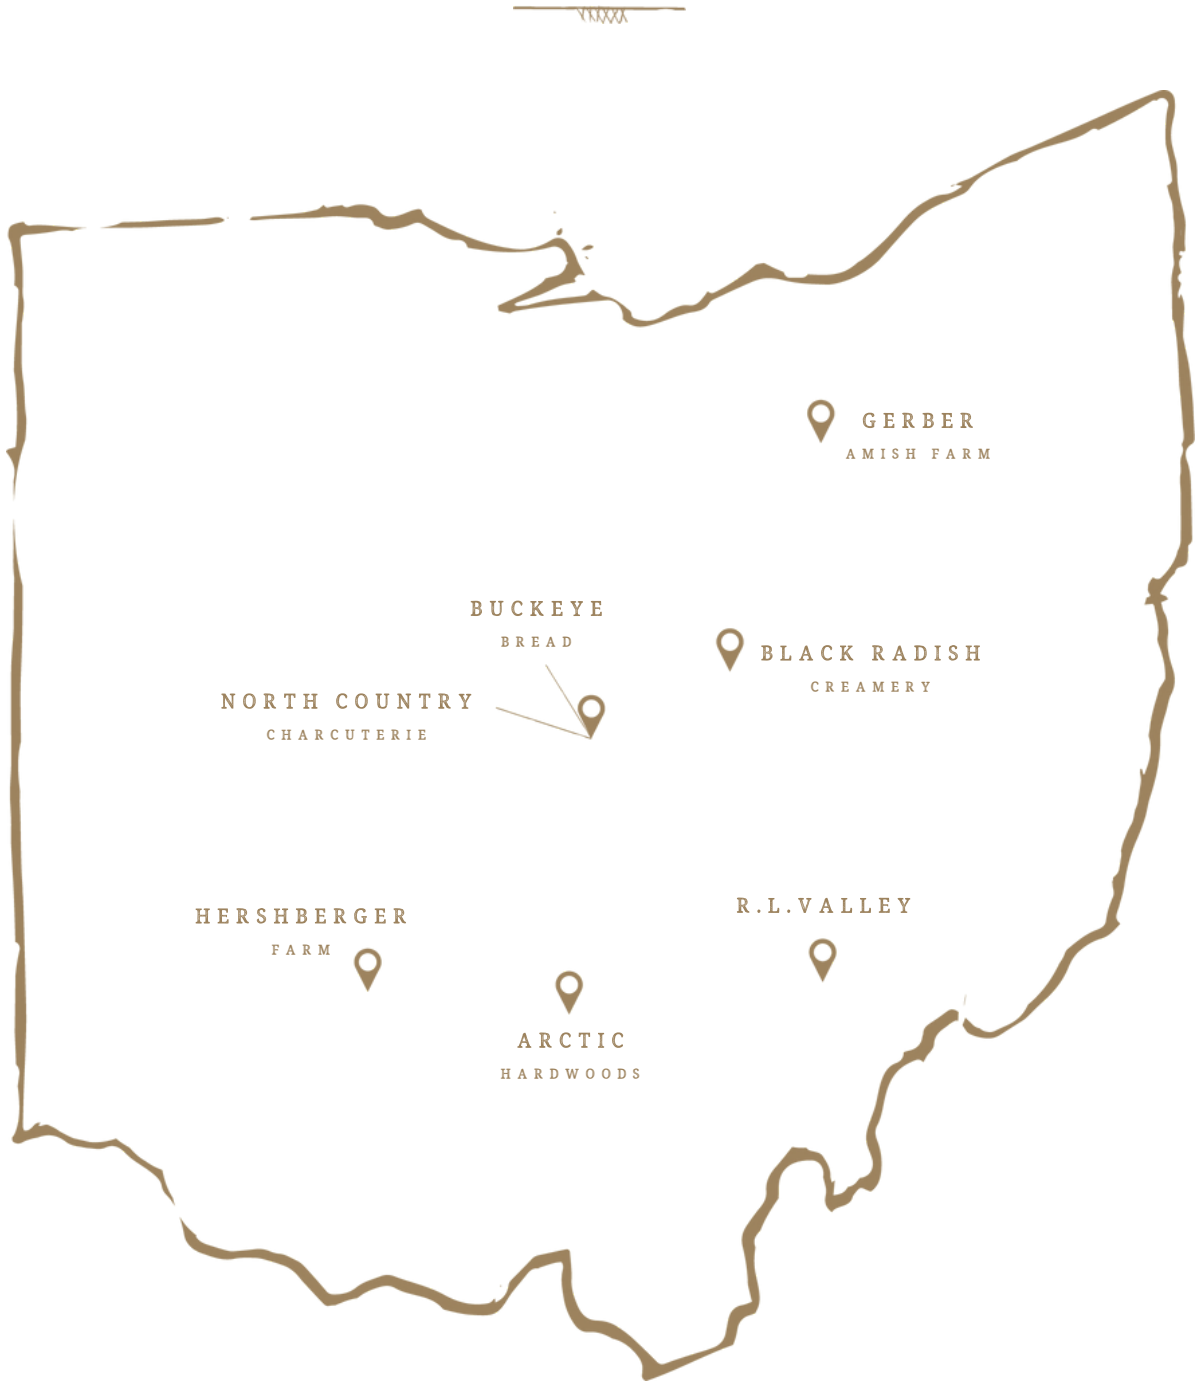 GERBER
AMISH FARM
BUCKEYE
BREAD
BLACK RADISH
CREAMERY
NORTH COUNTRY
CHARCUTERIE
HERSHBERGER
FARM
R.L.VALLEY
ARCTIC
HARDWOODS